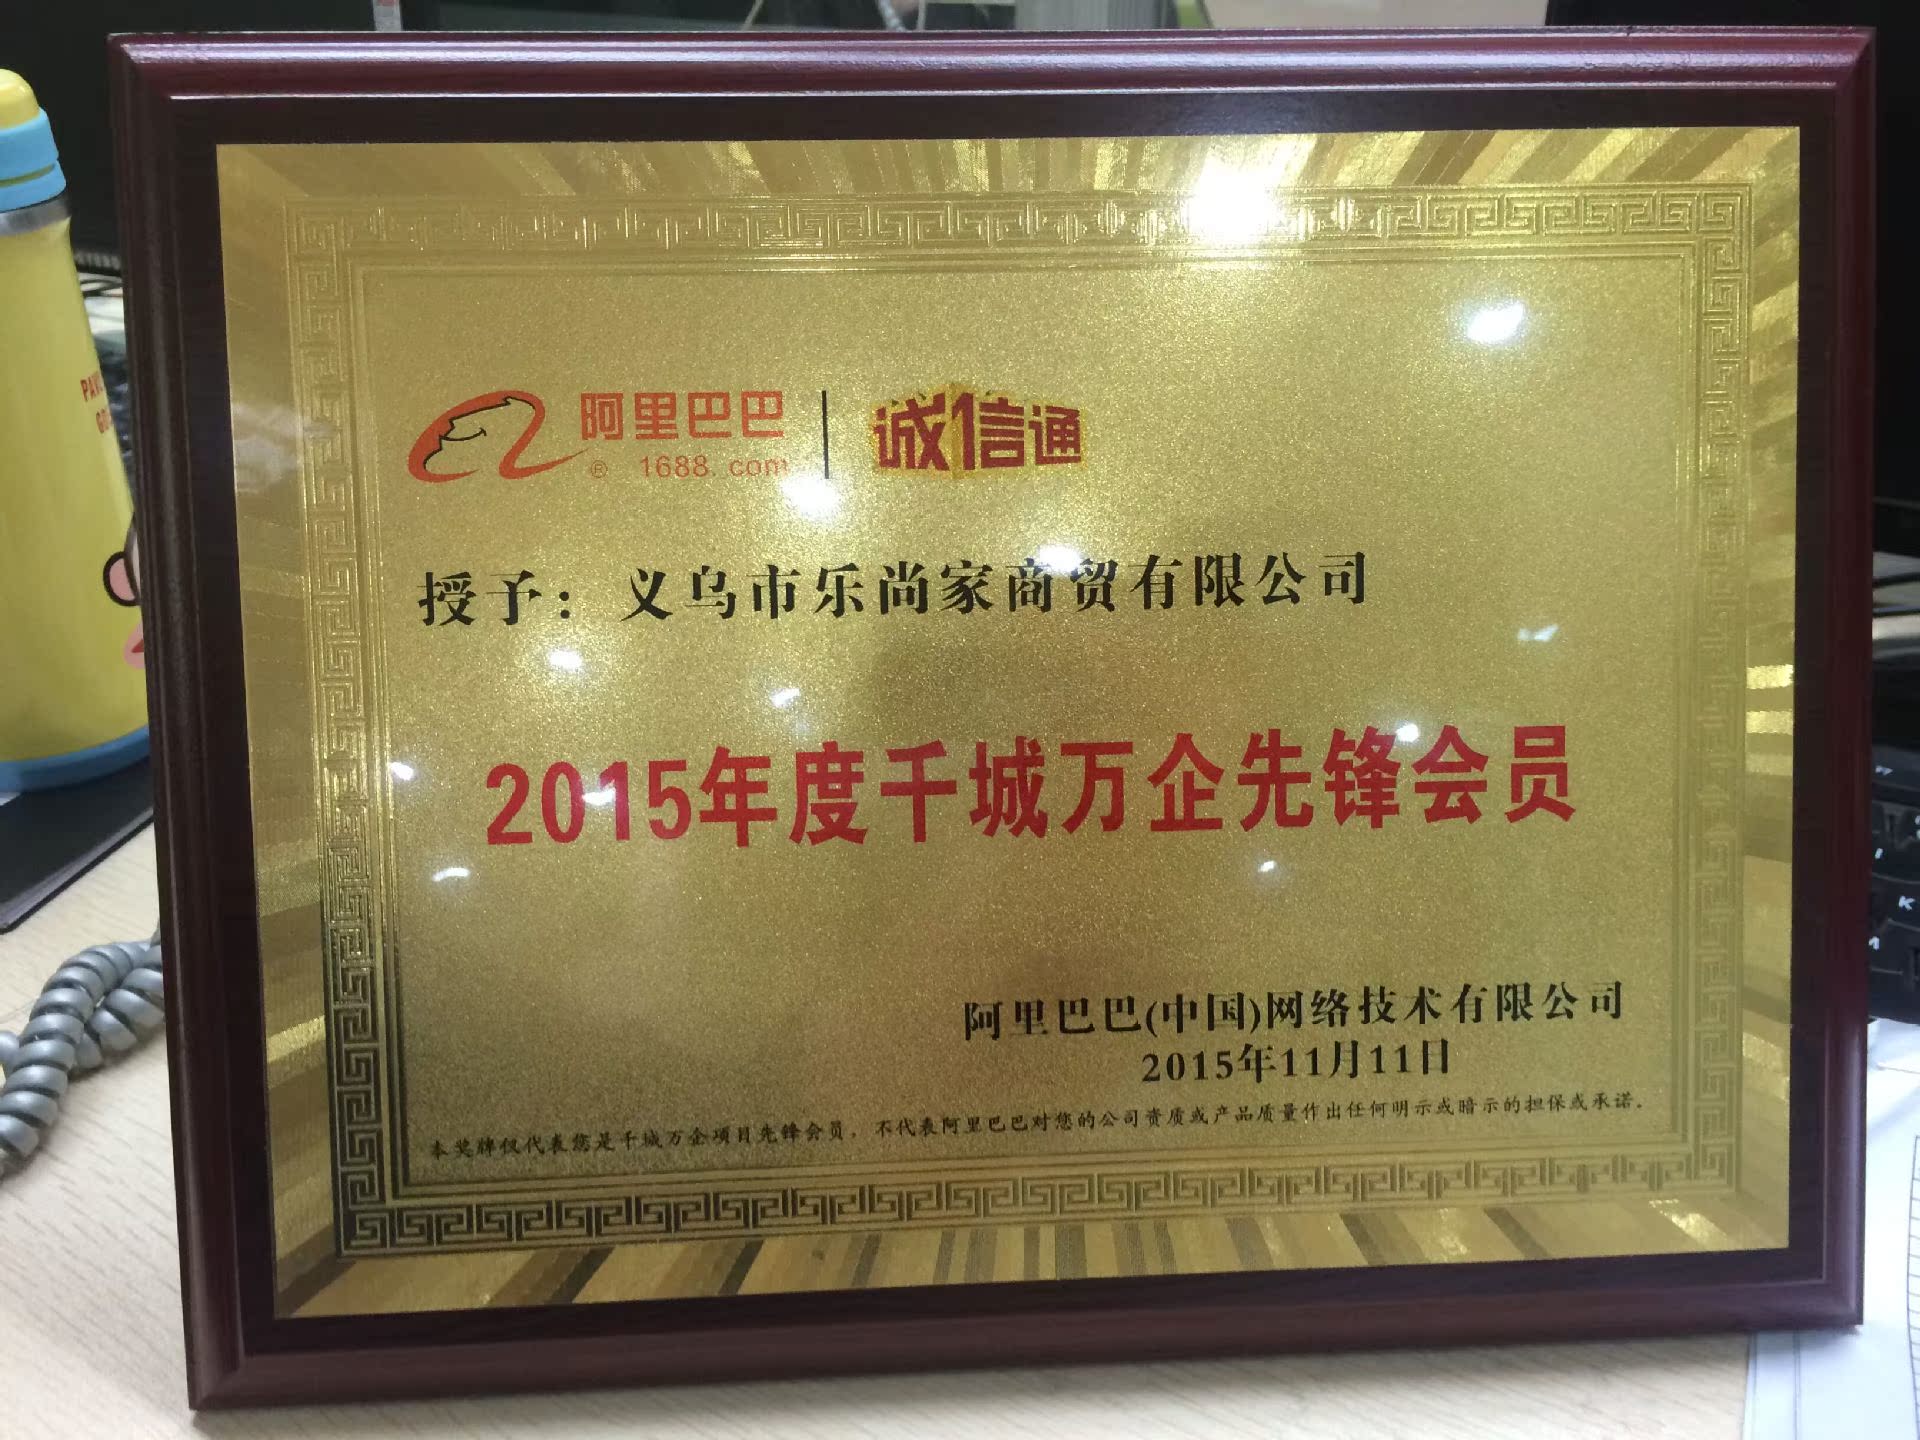 阿里巴巴
® 1688.com
诚信通
授予：义乌市乐尚家商贸有限公司
2015年度千城万企先锋会员
阿里巴巴(中国)网络技术有限公司
2015年11月11日
本奖牌仅代表您是千城万企项目先锋会员，不代表阿里巴巴对您的公司资质或产品质量作出任何明示或暗示的担保或承诺。